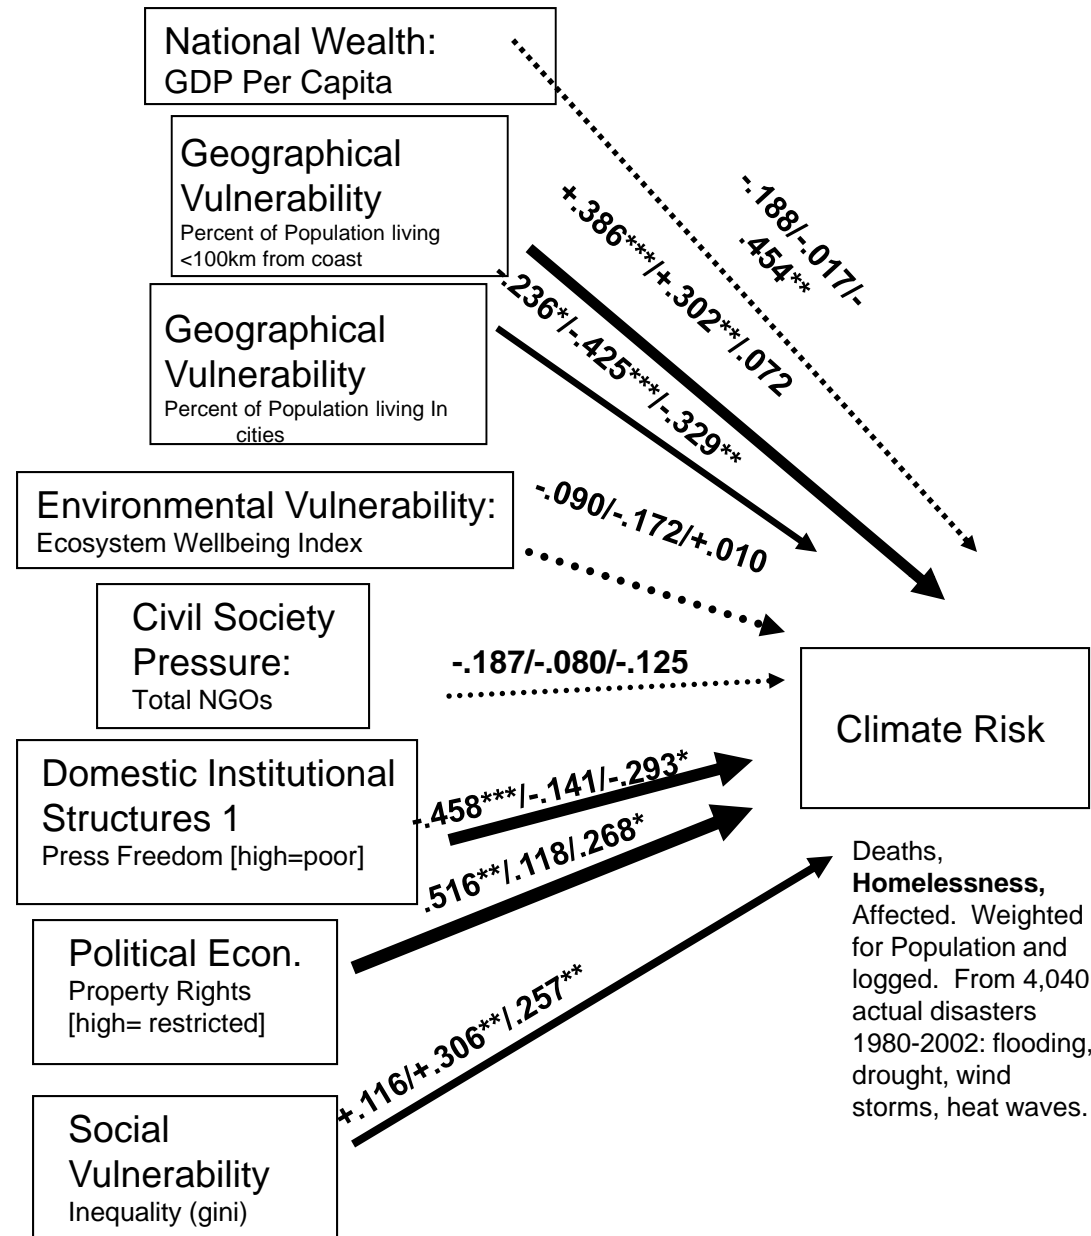 National Wealth:
GDP Per Capita
Geographical
Vulnerability
Percent of Population living
<100km from coast
Geographical
Vulnerability
Percent of Population living In
cities
Environmental Vulnerability:
Ecosystem Wellbeing Index
Civil Society
Pressure:
Total NGOs
Domestic Institutional
Structures 1
Press Freedom [high=poor]
Political Econ.
Property Rights
[high= restricted]
Social
Vulnerability
Inequality (gini)
-.188/-.017/-
.454**
+.386***/+.302**/.072
-.236*/-.425***/-.329**
-.090/-.172/+.010
-.187/-.080/-.125
-.458***/-.141/-.293*
.516**/.118/.268*
+.116/+.306**/.257**
Climate Risk
Deaths,
Homelessness,
Affected. Weighted
for Population and
logged. From 4,040
actual disasters
1980-2002: flooding,
drought, wind
storms, heat waves.